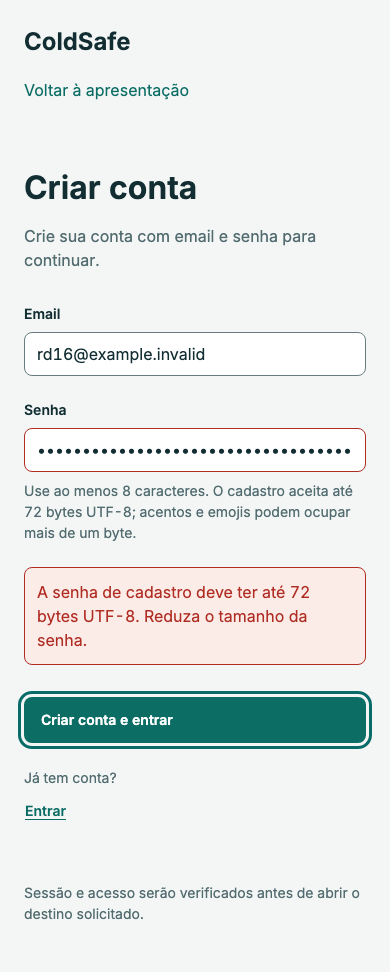 ColdSafe
Voltar à apresentação
Criar conta
Crie sua conta com email e senha para
continuar.
Email
rd16@example.invalid
Senha
•••••••••••••••••••••••••••••••••••
Use ao menos 8 caracteres. O cadastro aceita até
72 bytes UTF-8; acentos e emojis podem ocupar
mais de um byte.
A senha de cadastro deve ter até 72
bytes UTF-8. Reduza o tamanho da
senha.
Criar conta e entrar
Já tem conta?
Entrar
Sessão e acesso serão verificados antes de abrir o
destino solicitado.